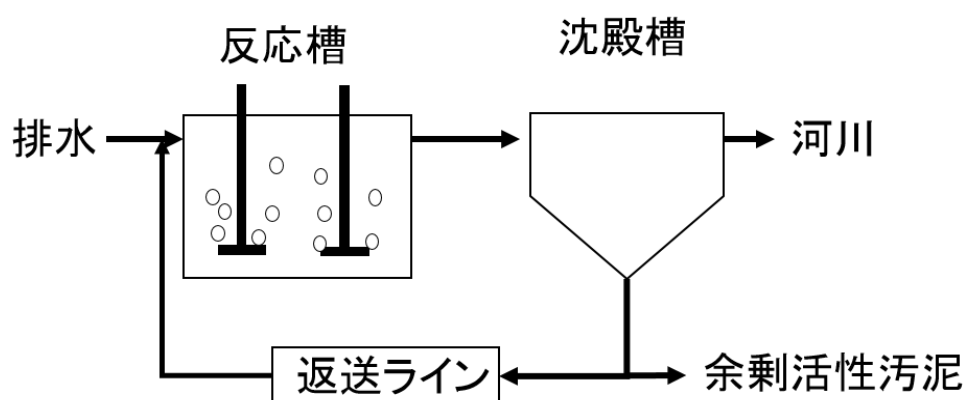 反応槽
沈殿槽
排水
河川
返送ライン
余剰活性汚泥